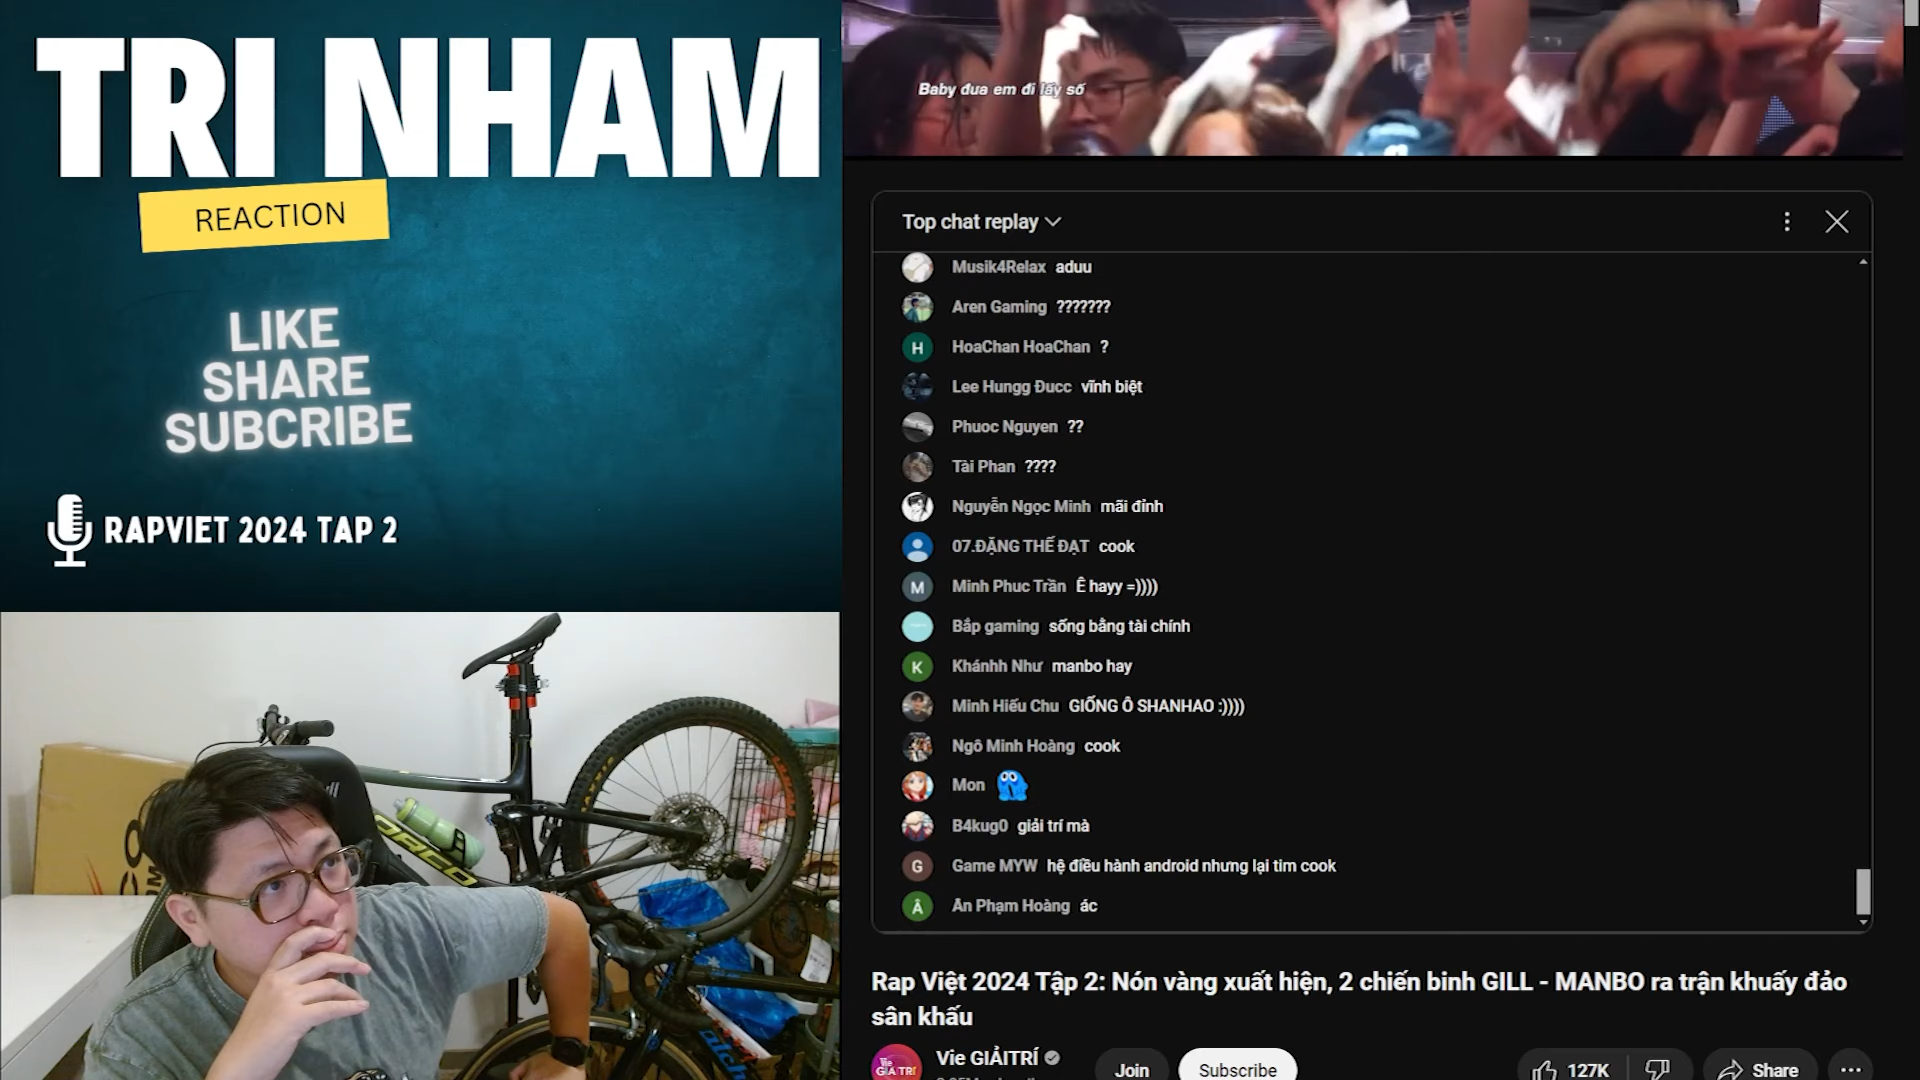 TRI NHAM
REACTION
LIKE
SHARE
SUBCRIBE
RAPVIET 2024 TAP 2
Baby đưa em đi lấy số
Top chat replay
Musik4Relax aduu
Aren Gaming ???????
H HoaChan HoaChan ?
Lee Hungg Đucc vĩnh biệt
Phuoc Nguyen ??
Tài Phan ????
Nguyễn Ngọc Minh mãi đỉnh
07.ĐẶNG THẾ ĐẠT cook
M Minh Phuc Trần Ê hayy =))))
Bắp gaming sống bằng tài chính
K Khánhh Như manbo hay
Minh Hiếu Chu GIỐNG Ô SHANHAO :))))
Ngô Minh Hoàng cook
Mon
B4kug0 giải trí mà
G Game MYW hệ điều hành android nhưng lại tim cook
Â Ân Phạm Hoàng ác
Rap Việt 2024 Tập 2: Nón vàng xuất hiện, 2 chiến binh GILL - MANBO ra trận khuấy đảo
sân khấu
Vie GIẢITRÍ
Join
Subscribe
127K
Share